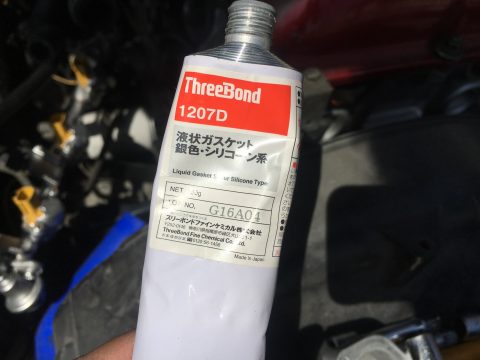 ThreeBond
1207D
液状ガスケット
銀色・シリコーン系
Liquid Gasket Silicone Type
NET
LOT NO. G16A04
スリーボンドファインケミカル株式会社
ThreeBond Fine Chemical Co., Ltd.
Made in Japan